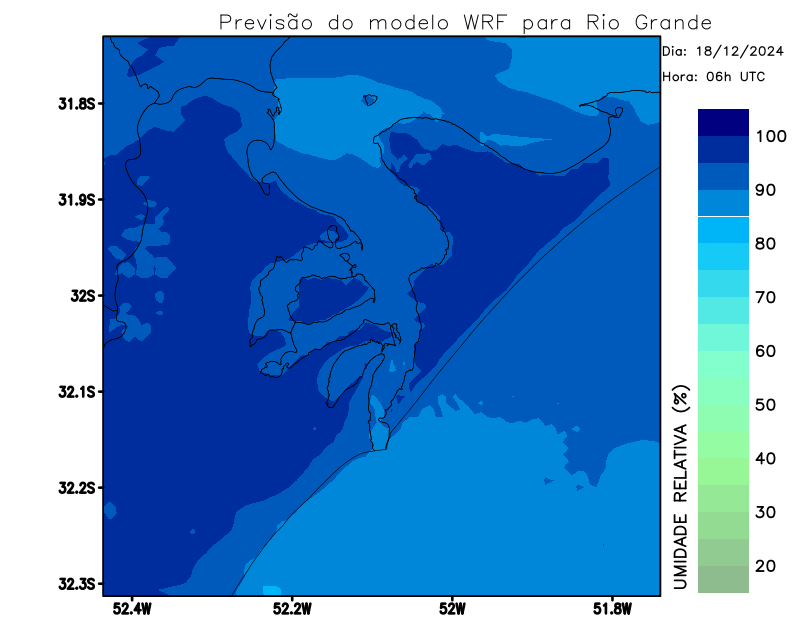 Previsão do modelo WRF para Rio Grande
Dia: 18/12/2024
Hora: 06h UTC
31.8S
31.9S
32S
32.1S
32.2S
32.3S
52.4W
52.2W
52W
51.8W
UMIDADE RELATIVA (%)
100
90
80
70
60
50
40
30
20